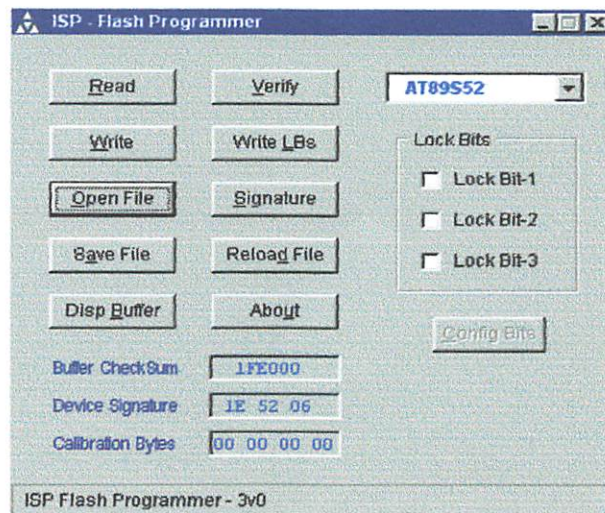 ISP - Flash Programmer
Read
Verify
AT89S52
Write
Write LBs
Lock Bits
Lock Bit-1
Open File
Signature
Lock Bit-2
Save File
Reload File
Lock Bit-3
Disp Buffer
About
Config Bits
Buffer CheckSum 1FE000
Device Signature 1E 52 06
Calibration Bytes 00 00 00 00
ISP Flash Programmer - 3v0